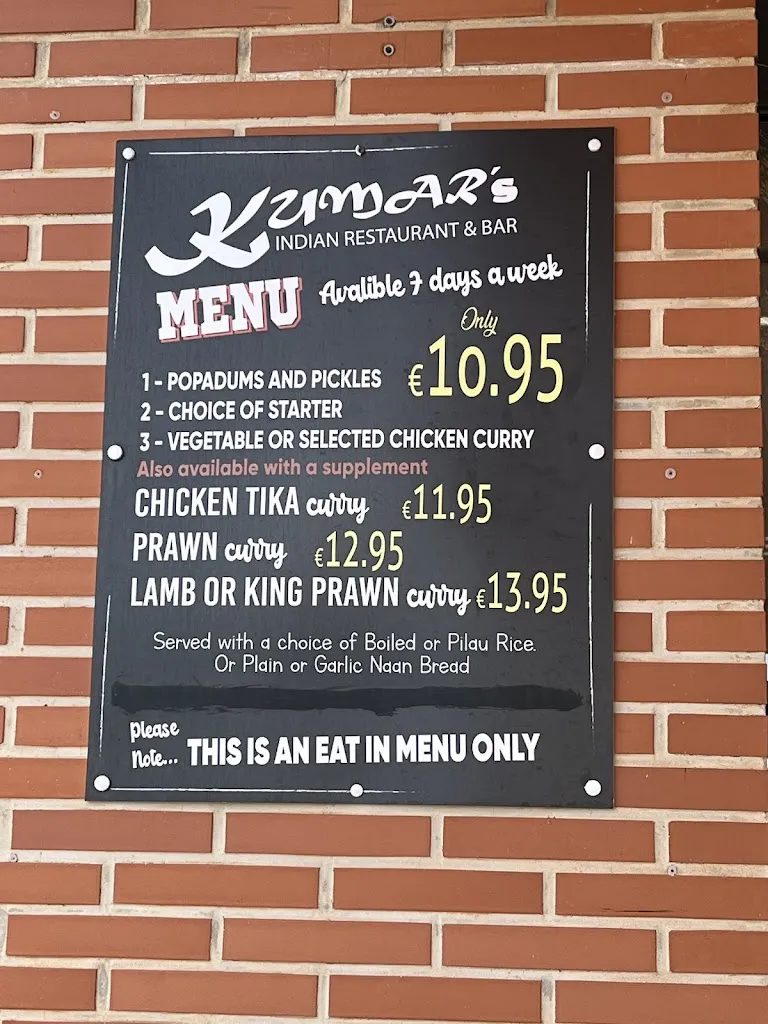 KUMAR's
INDIAN RESTAURANT & BAR
MENU Avalible 7 days a week
Only
€10.95
1 - POPADUMS AND PICKLES
2 - CHOICE OF STARTER
3 - VEGETABLE OR SELECTED CHICKEN CURRY
Also available with a supplement
CHICKEN TIKA curry €11.95
PRAWN curry €12.95
LAMB OR KING PRAWN curry €13.95
Served with a choice of Boiled or Pilau Rice.
Or Plain or Garlic Naan Bread
Please
Note... THIS IS AN EAT IN MENU ONLY